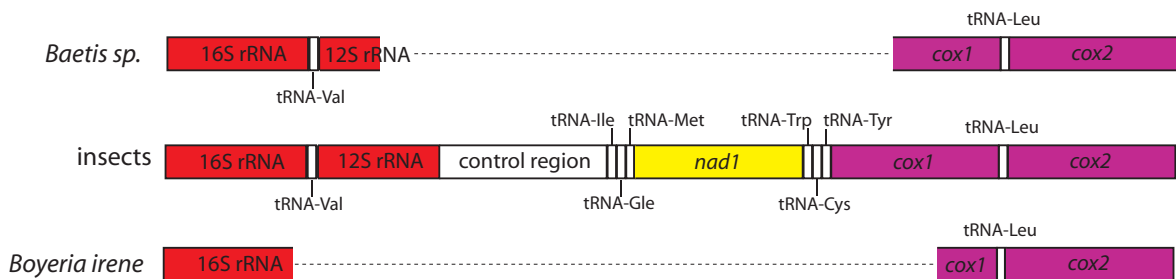 tRNA-Leu
Baetis sp. 16S rRNA 12S rRNA cox1 cox2
tRNA-Val
tRNA-Ile tRNA-Met tRNA-Trp tRNA-Tyr tRNA-Leu
insects 16S rRNA 12S rRNA control region nad1 cox1 cox2
tRNA-Val tRNA-Gle tRNA-Cys
tRNA-Leu
Boyeria irene 16S rRNA cox1 cox2